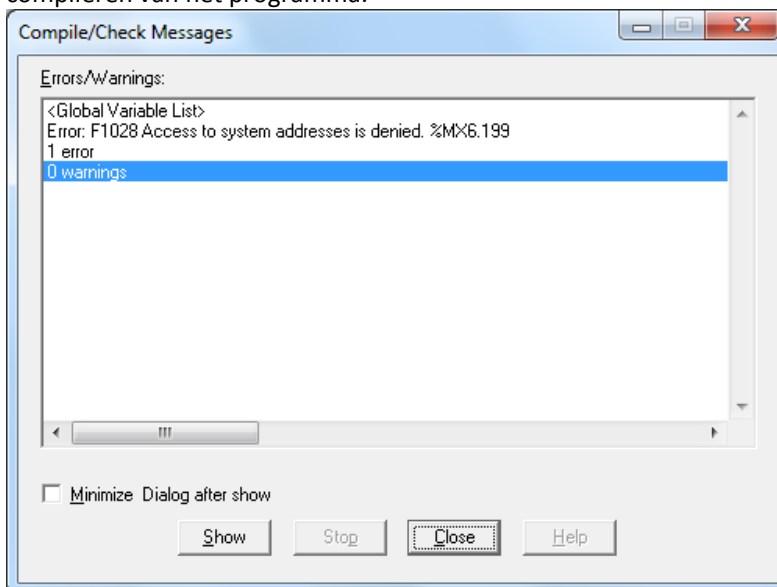 compileren van het programma.
Compile/Check Messages
Errors/Warnings:
<Global Variable List>
Error: F1028 Access to system addresses is denied. %MX6.199
1 error
0 warnings
Minimize Dialog after show
Show Stop Close Help